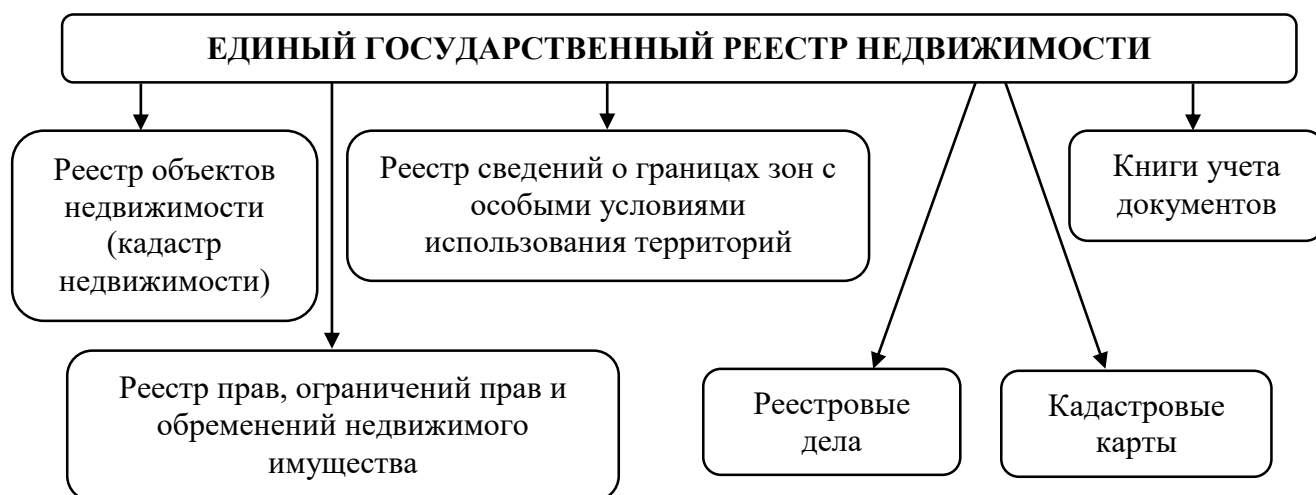 ЕДИНЫЙ ГОСУДАРСТВЕННЫЙ РЕЕСТР НЕДВИЖИМОСТИ
Реестр объектов
недвижимости
(кадастр
недвижимости)
Реестр сведений о границах зон с
особыми условиями
использования территорий
Книги учета
документов
Реестр прав, ограничений прав и
обременений недвижимого
имущества
Реестровые
дела
Кадастровые
карты